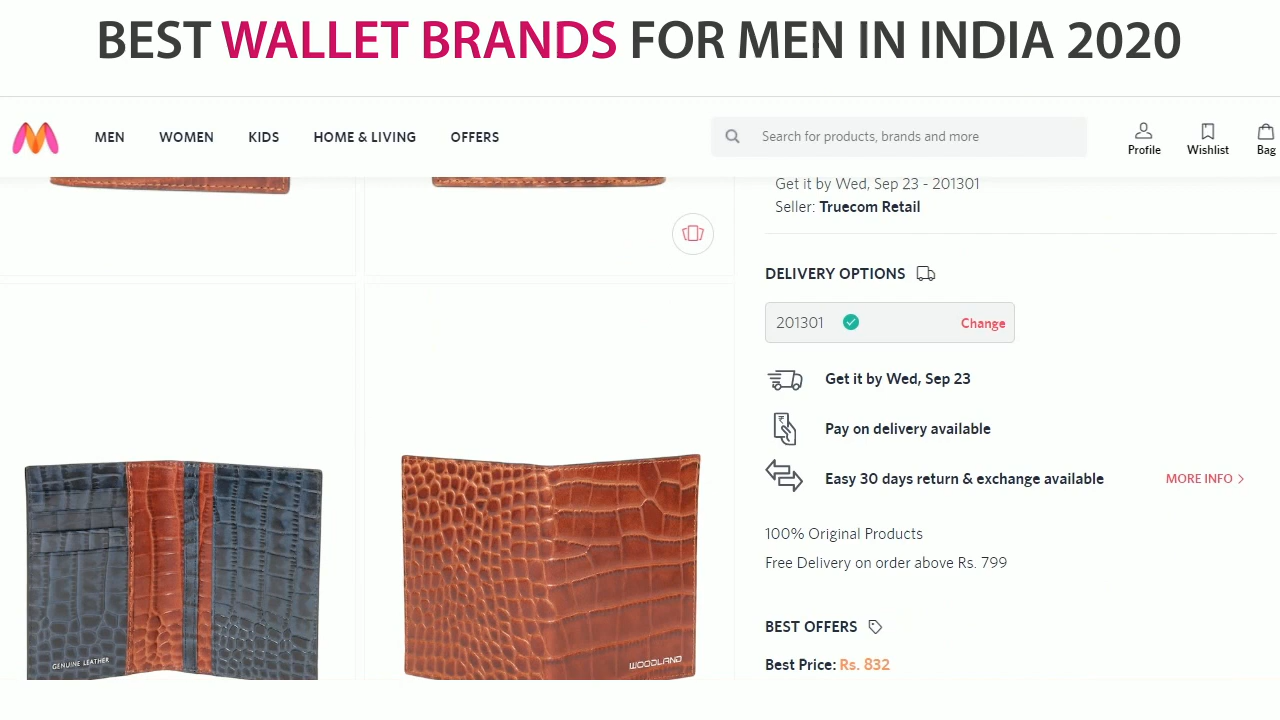 BEST WALLET BRANDS FOR MEN IN INDIA 2020
MEN WOMEN KIDS HOME & LIVING OFFERS
Search for products, brands and more
Profile Wishlist Bag
Get it by Wed, Sep 23 - 201301
Seller: Truecom Retail
DELIVERY OPTIONS
201301 Change
Get it by Wed, Sep 23
Pay on delivery available
Easy 30 days return & exchange available MORE INFO >
100% Original Products
Free Delivery on order above Rs. 799
BEST OFFERS
Best Price: Rs. 832
GENUINE LEATHER
WOODLAND